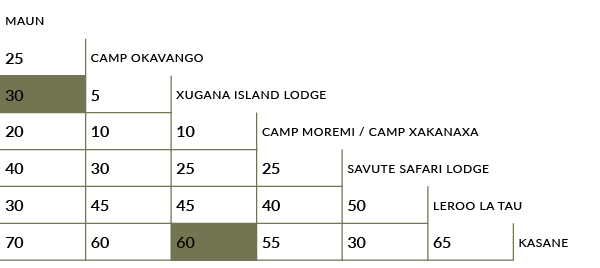 MAUN
25 CAMP OKAVANGO
30 5 XUGANA ISLAND LODGE
20 10 10 CAMP MOREMI / CAMP XAKANAXA
40 30 25 25 SAVUTE SAFARI LODGE
30 45 45 40 50 LEROO LA TAU
70 60 60 55 30 65 KASANE